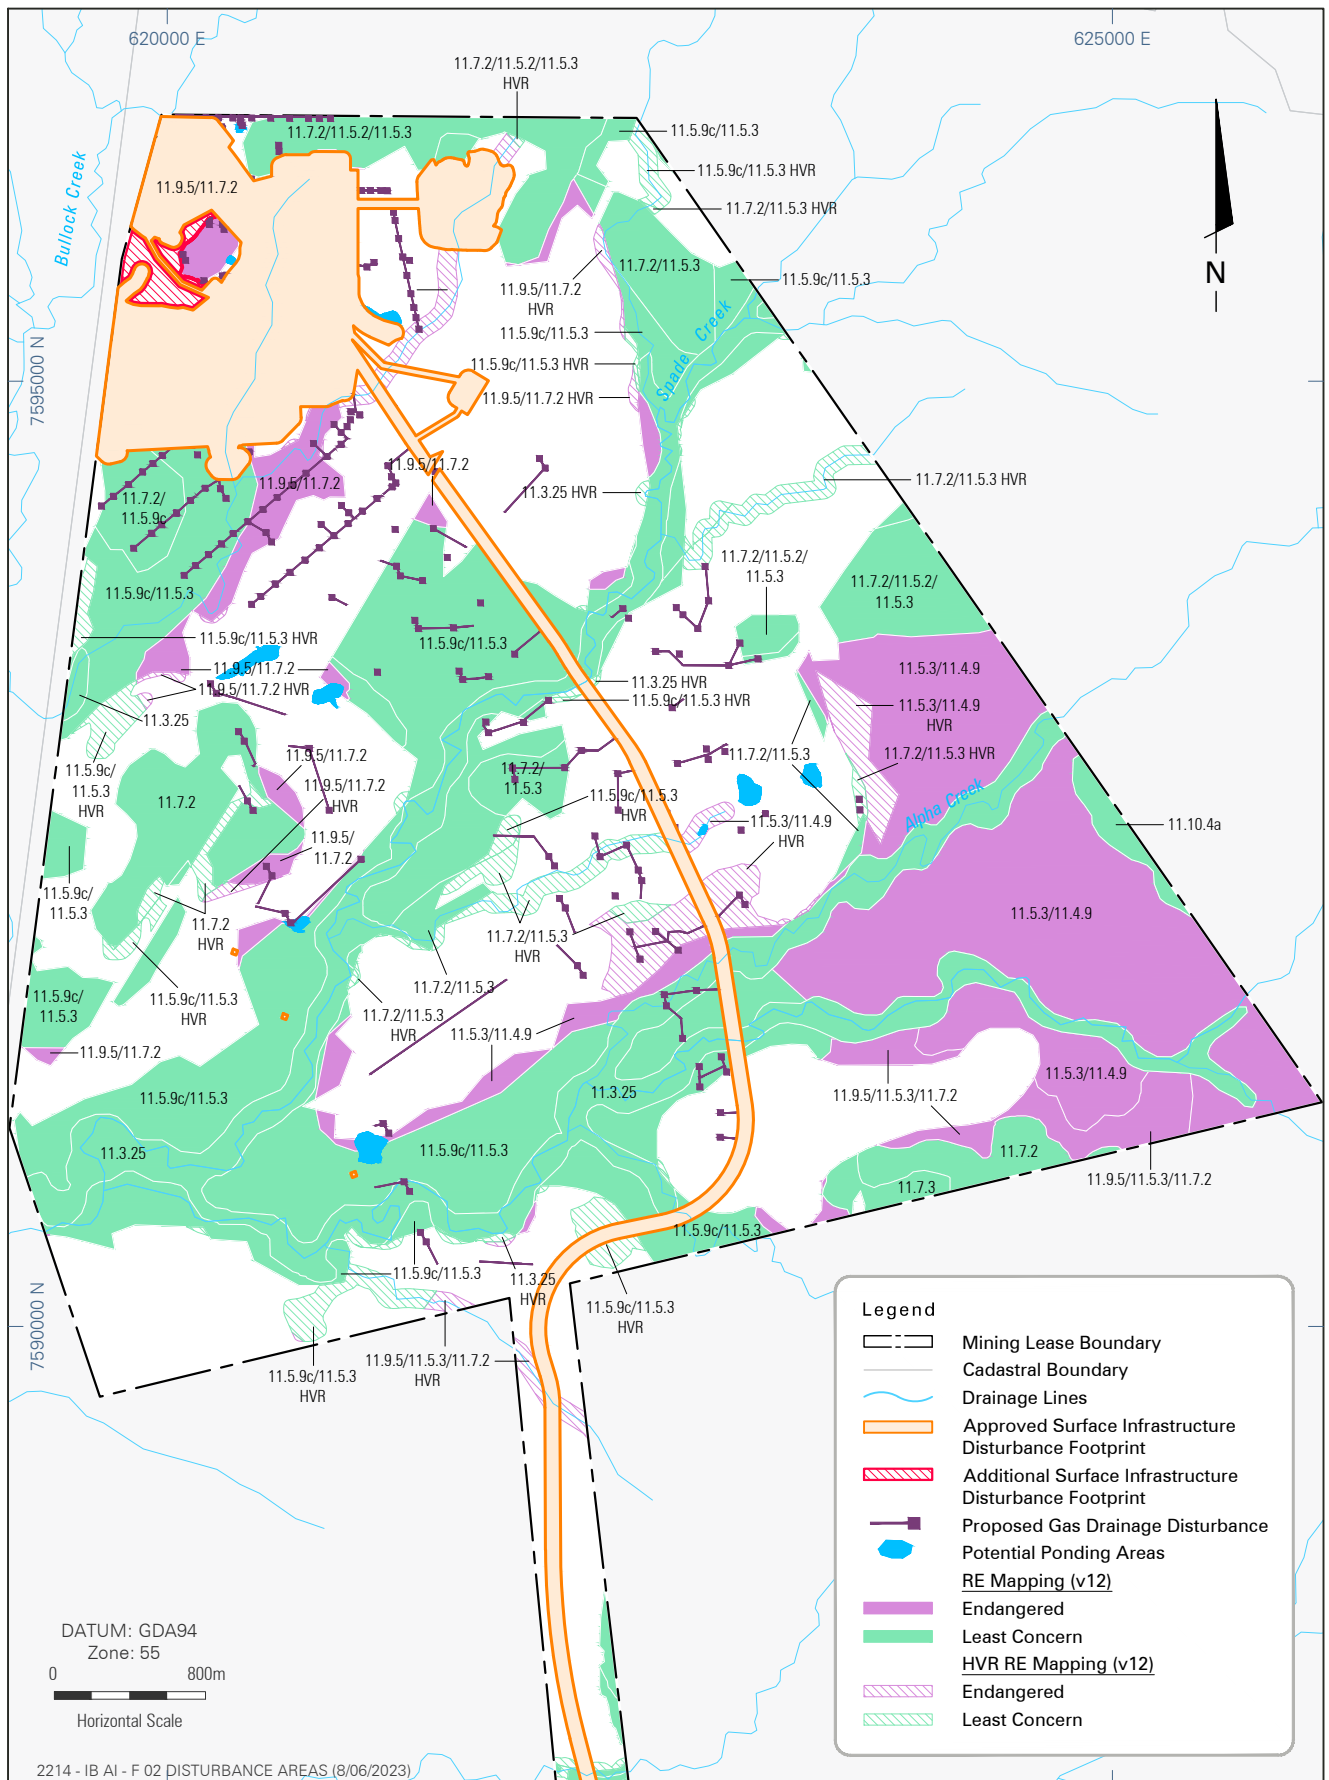 620000 E
625000 E
11.7.2/11.5.2/11.5.3
HVR
11.7.2/11.5.2/11.5.3
11.5.9c/11.5.3
Bullock Creek
11.9.5/11.7.2
11.5.9c/11.5.3 HVR
11.7.2/11.5.3 HVR
11.7.2/11.5.3
11.5.9c/11.5.3
N
11.9.5/11.7.2
HVR
11.5.9c/11.5.3
Spade Creek
11.5.9c/11.5.3 HVR
7595000 N
11.9.5/11.7.2 HVR
11.9.5/11.7.2
11.9.5/11.7.2
11.7.2/
11.5.9c
11.3.25 HVR
11.7.2/11.5.3 HVR
11.7.2/11.5.2/
11.5.3
11.7.2/11.5.2/
11.5.3
11.5.9c/11.5.3
11.5.9c/11.5.3 HVR
11.5.9c/11.5.3
11.9.5/11.7.2
11.5.3/11.4.9
11.9.5/11.7.2 HVR
11.3.25 HVR
11.5.9c/11.5.3 HVR
11.5.3/11.4.9
HVR
11.3.25
11.7.2/11.5.3
11.7.2/11.5.3 HVR
11.5.9c/
11.5.3
HVR
11.9.5/11.7.2
11.9.5/11.7.2
HVR
11.7.2/
11.5.3
11.7.2
11.5.9c/11.5.3
HVR
Alpha Creek
11.5.3/11.4.9
HVR
11.10.4a
11.9.5/
11.7.2
11.5.9c/
11.5.3
11.7.2
HVR
11.7.2/11.5.3
HVR
11.5.3/11.4.9
11.5.9c/
11.5.3
11.5.9c/11.5.3
HVR
11.7.2/11.5.3
11.7.2/11.5.3
HVR
11.5.3/11.4.9
11.9.5/11.7.2
11.5.9c/11.5.3
11.3.25
11.9.5/11.5.3/11.7.2
11.5.3/11.4.9
11.3.25
11.5.9c/11.5.3
11.7.2
11.9.5/11.5.3/11.7.2
11.7.3
11.5.9c/11.5.3
11.5.9c/11.5.3
11.3.25
HVR
11.5.9c/11.5.3
HVR
7590000 N
11.9.5/11.5.3/11.7.2
HVR
11.5.9c/11.5.3
HVR
Legend
Mining Lease Boundary
Cadastral Boundary
Drainage Lines
Approved Surface Infrastructure
Disturbance Footprint
Additional Surface Infrastructure
Disturbance Footprint
Proposed Gas Drainage Disturbance
Potential Ponding Areas
RE Mapping (v12)
Endangered
Least Concern
HVR RE Mapping (v12)
Endangered
Least Concern
DATUM: GDA94
Zone: 55
0 800m
Horizontal Scale
2214 - IB AI - F 02 DISTURBANCE AREAS (8/06/2023)